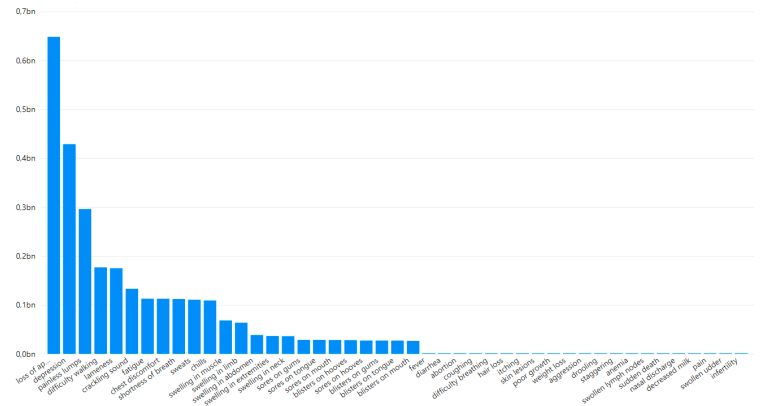 0.7bn
0.6bn
0.5bn
0.4bn
0.3bn
0.2bn
0.1bn
0.0bn
loss of ap...
depression
painless lumps
difficulty walking
lameness
crackling sound
fatigue
chest discomfort
shortness of breath
sweats
chills
swelling in muscle
swelling in limb
swelling in abdomen
swelling in extremities
swelling in neck
sores on gums
sores on tongue
sores on mouth
blisters on hooves
sores on hooves
blisters on gums
blisters on tongue
blisters on mouth
fever
diarrhea
abortion
coughing
difficulty breathing
hair loss
itching
skin lesions
poor growth
weight loss
aggression
drooling
staggering
anemia
swollen lymph nodes
sudden death
natal discharge
decreased milk
pain
swollen udder
infertility